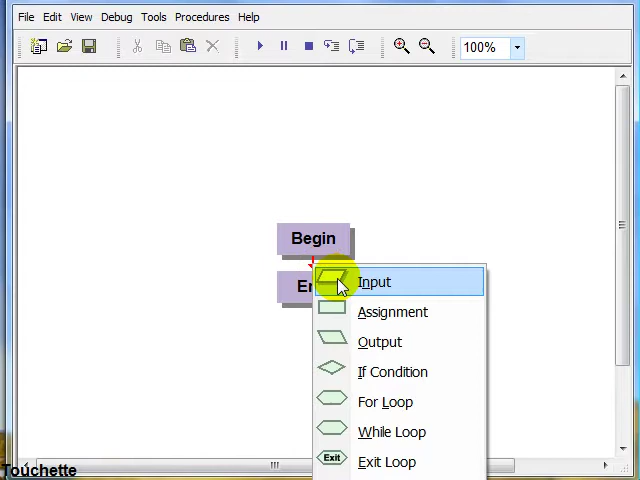 File Edit View Debug Tools Procedures Help
100%
Begin
Input
Assignment
Output
If Condition
For Loop
While Loop
Exit Exit Loop
Touchette